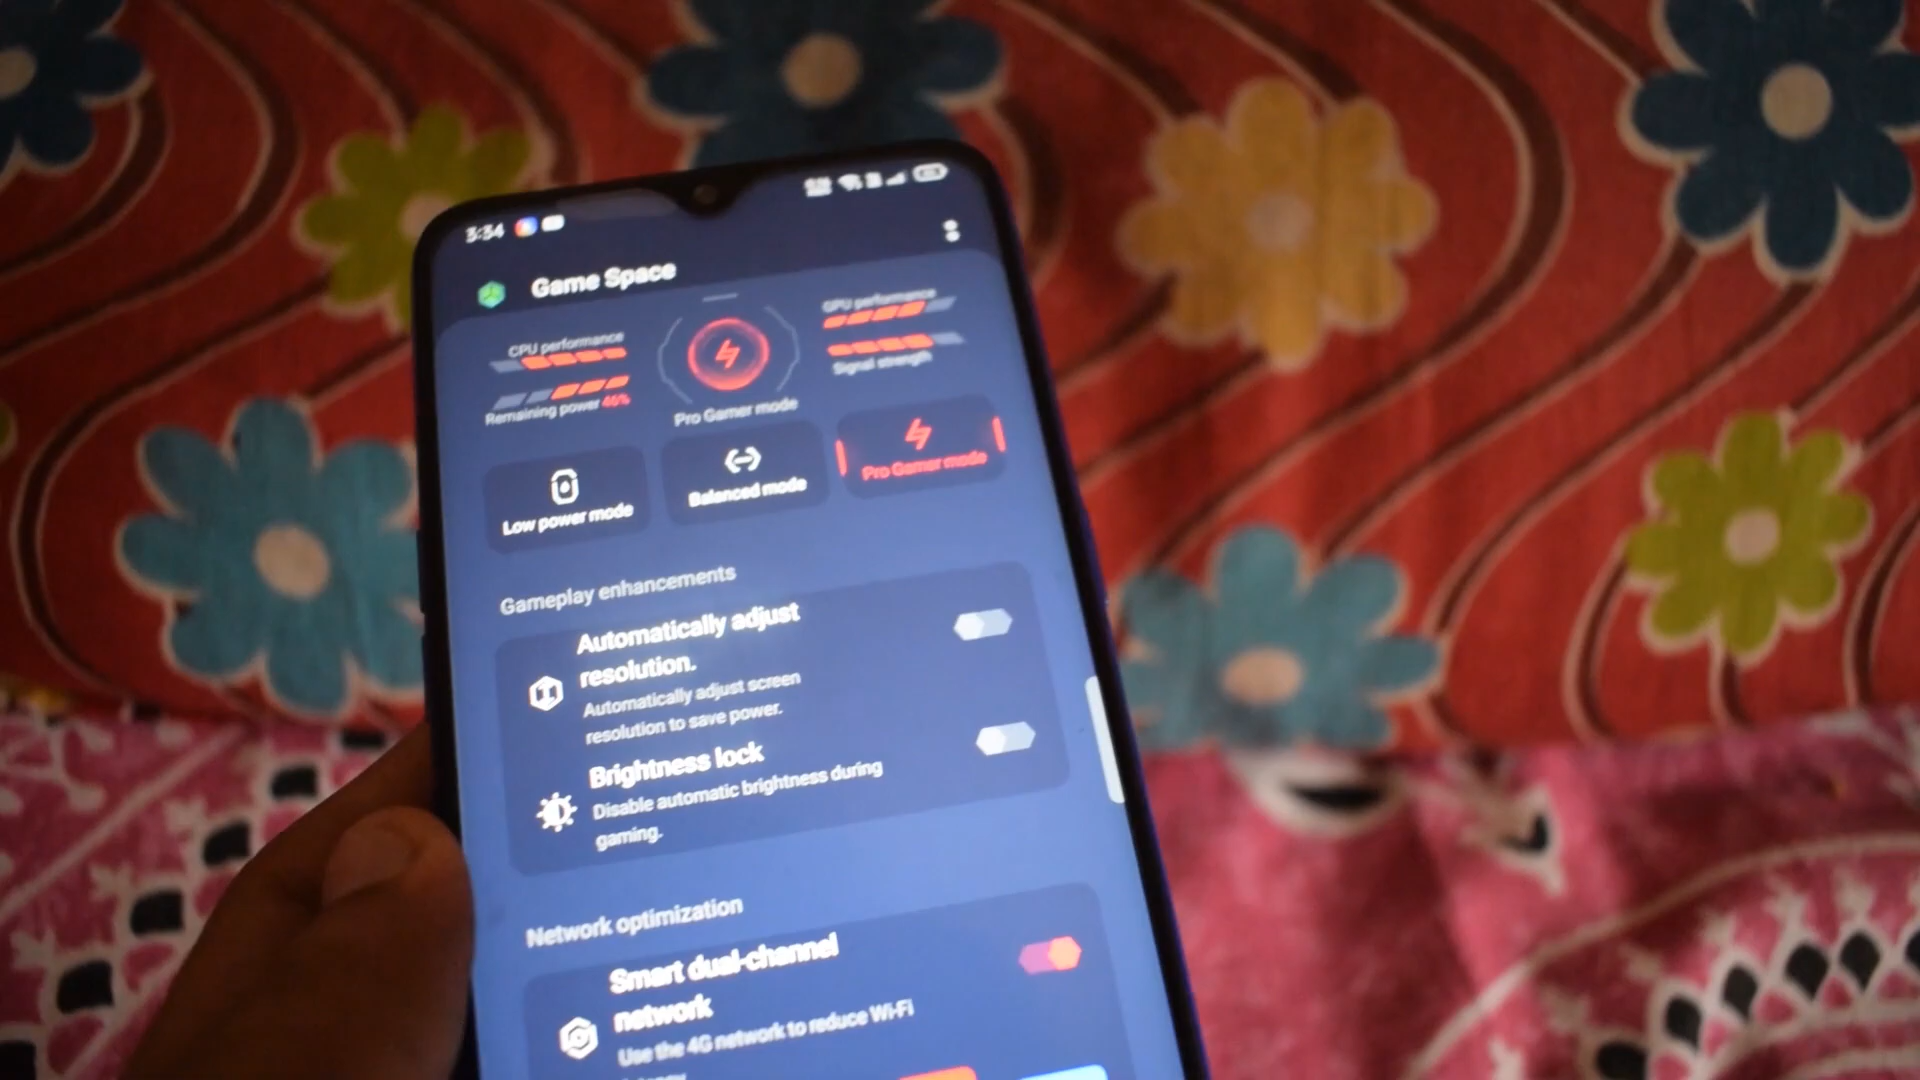 3:34
Game Space
CPU performance
GPU performance
Remaining power 46%
Signal strength
Pro Gamer mode
Low power mode
Balanced mode
Pro Gamer mode
Gameplay enhancements
Automatically adjust
resolution.
Automatically adjust screen
resolution to save power.
Brightness lock
Disable automatic brightness during
gaming.
Network optimization
Smart dual-channel
network
Use the 4G network to reduce Wi-Fi